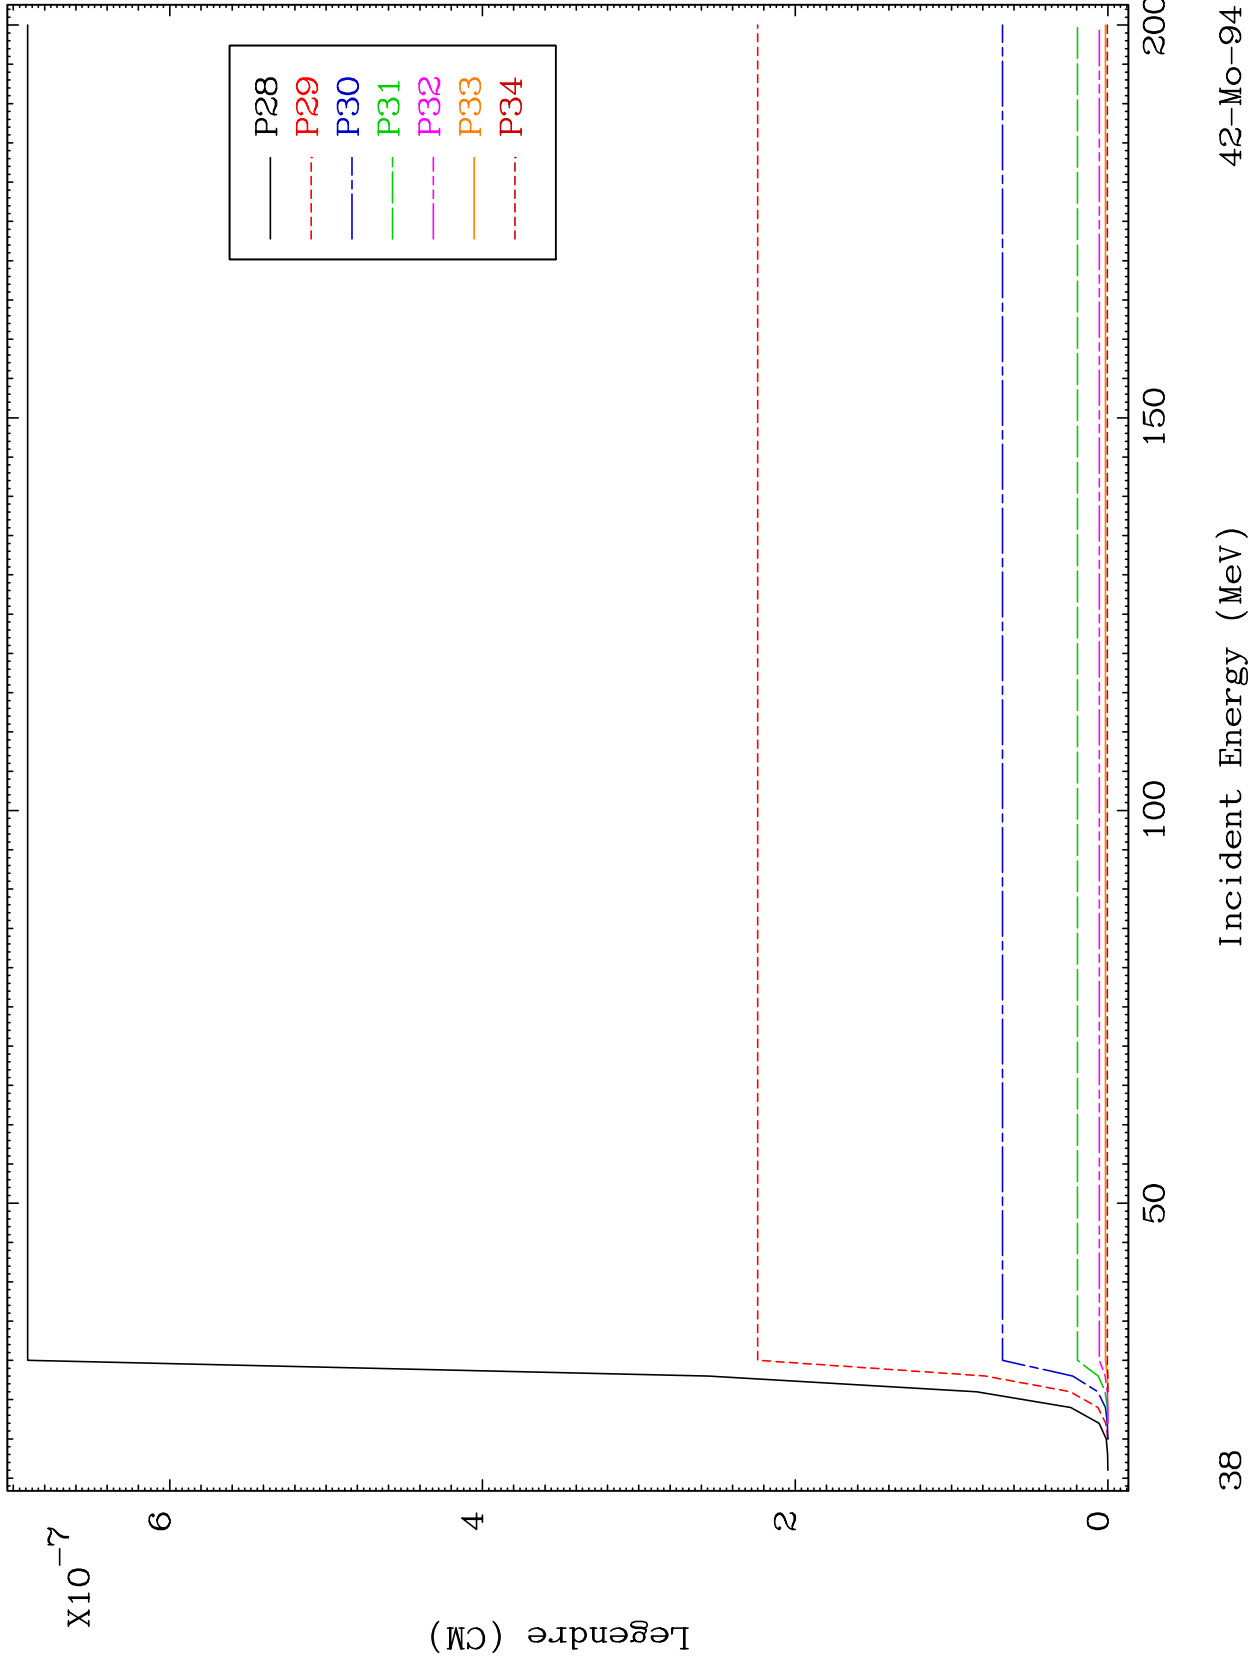 X10-7
Legendre (CM)
6
4
2
0
P28
P29
P30
P31
P32
P33
P34
50
100
150
200
Incident Energy (MeV)
38
42-Mo-94